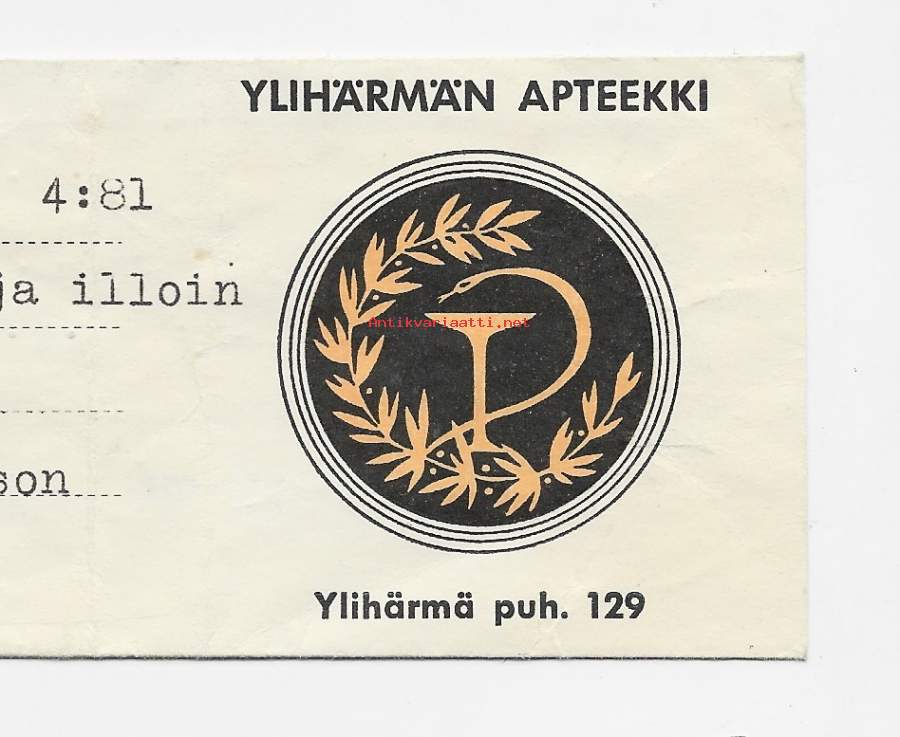 YLIHÄRMÄN APTEEKKI
4:81
ja illoin
Antikvariaatti.net
son
Ylihärmä puh. 129